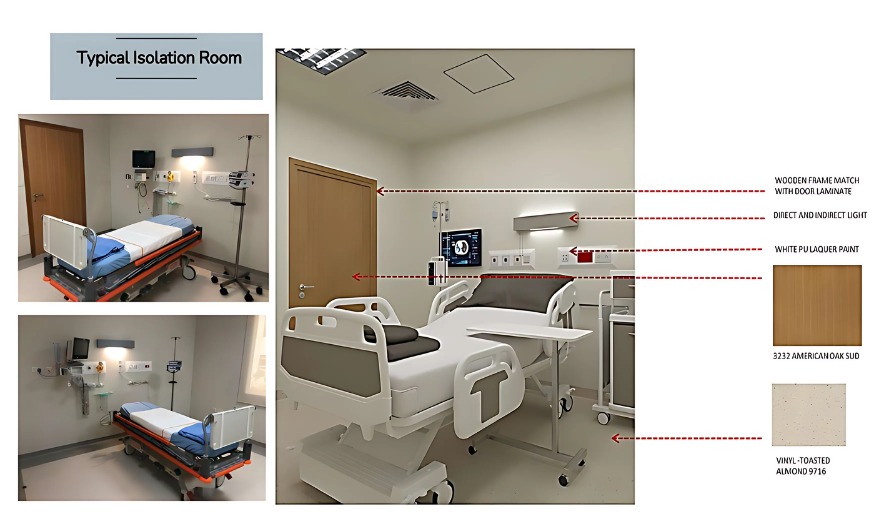 Typical Isolation Room
WOODEN FRAME MATCH
WITH DOOR LAMINATE
DIRECT AND INDIRECT LIGHT
WHITE PU LAQUER PAINT
3232 AMERICAN OAK SUD
VINYL -TOASTED
ALMOND 9716